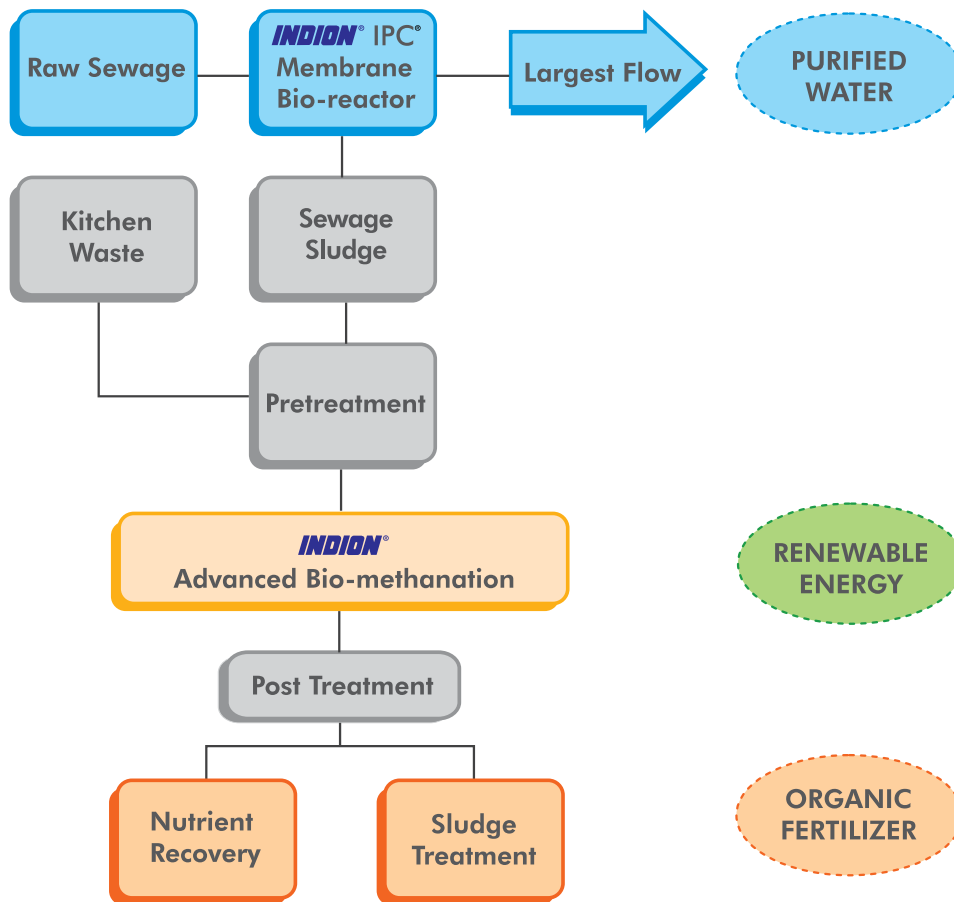 Raw Sewage
INDION® IPC®
Membrane
Bio-reactor
Largest Flow
PURIFIED
WATER
Kitchen
Waste
Sewage
Sludge
Pretreatment
INDION®
Advanced Bio-methanation
RENEWABLE
ENERGY
Post Treatment
Nutrient
Recovery
Sludge
Treatment
ORGANIC
FERTILIZER